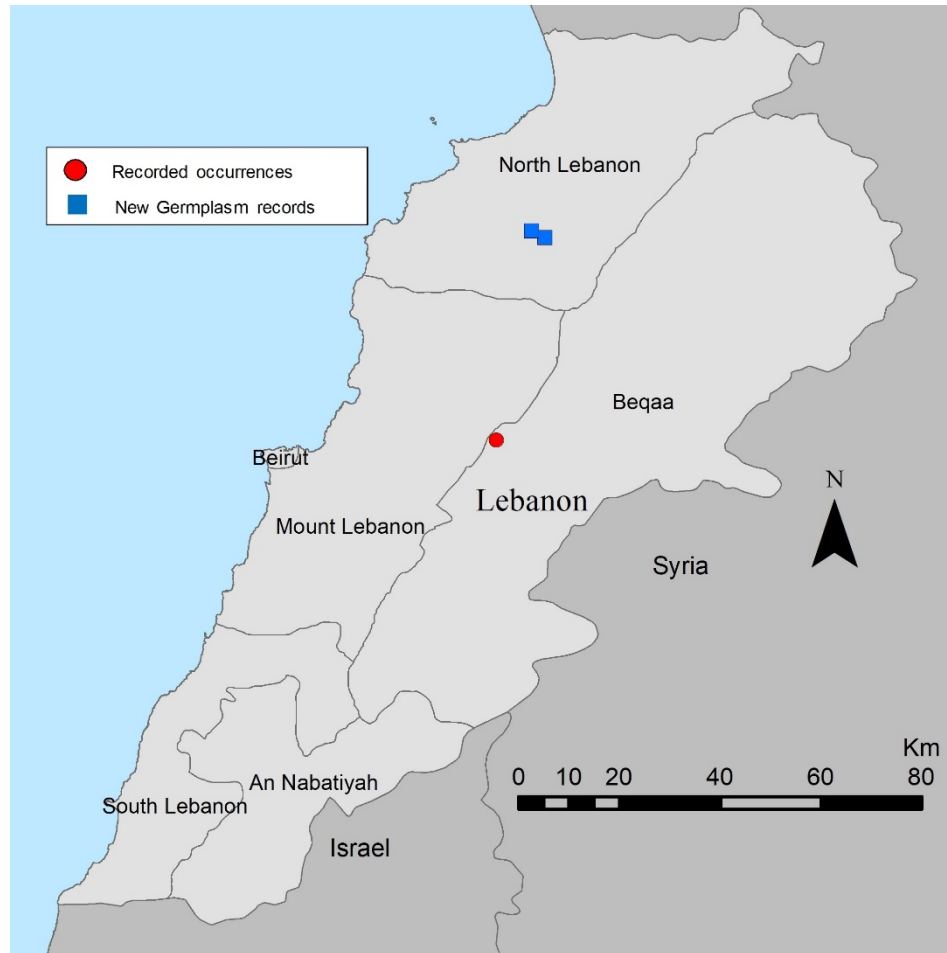 North Lebanon
Recorded occurrences
New Germplasm records
Beqaa
Beirut
N
Lebanon
Mount Lebanon
Syria
Km
0 10 20 40 60 80
An Nabatiyah
South Lebanon
Israel